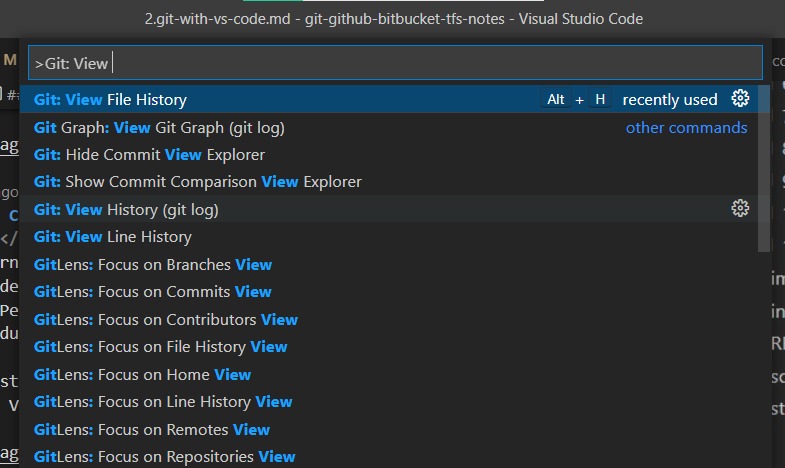 2.git-with-vs-code.md - git-github-bitbucket-tfs-notes - Visual Studio Code
>Git: View
Git: View File History Alt + H recently used
Git Graph: View Git Graph (git log) other commands
Git: Hide Commit View Explorer
Git: Show Commit Comparison View Explorer
Git: View History (git log)
Git: View Line History
GitLens: Focus on Branches View
GitLens: Focus on Commits View
GitLens: Focus on Contributors View
GitLens: Focus on File History View
GitLens: Focus on Home View
GitLens: Focus on Line History View
GitLens: Focus on Remotes View
GitLens: Focus on Repositories View